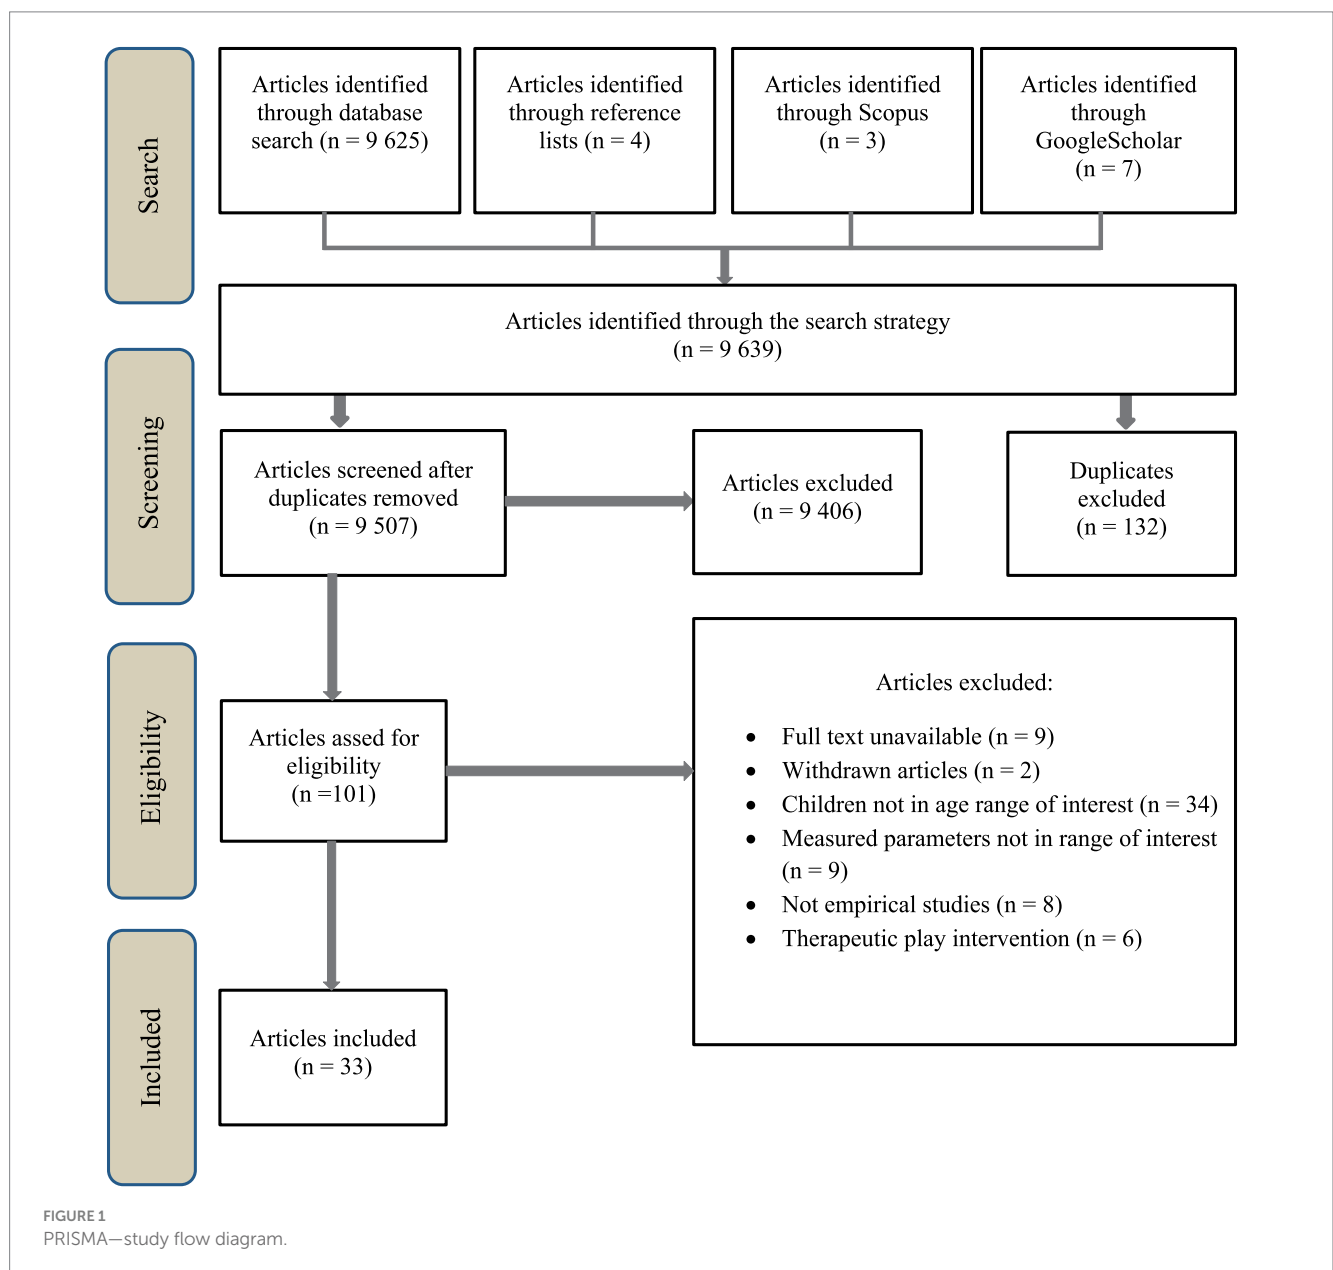 Search
Articles identified
through database
search (n = 9 625)
Articles identified
through reference
lists (n = 4)
Articles identified
through Scopus
(n = 3)
Articles identified
through
GoogleScholar
(n = 7)
Articles identified through the search strategy
(n = 9 639)
Screening
Articles screened after
duplicates removed
(n = 9 507)
Articles excluded
(n = 9 406)
Duplicates
excluded
(n = 132)
Eligibility
Articles assed for
eligibility
(n =101)
Articles excluded:
• Full text unavailable (n = 9)
• Withdrawn articles (n = 2)
• Children not in age range of interest (n = 34)
• Measured parameters not in range of interest
(n = 9)
• Not empirical studies (n = 8)
• Therapeutic play intervention (n = 6)
Included
Articles included
(n = 33)
FIGURE 1
PRISMA—study flow diagram.